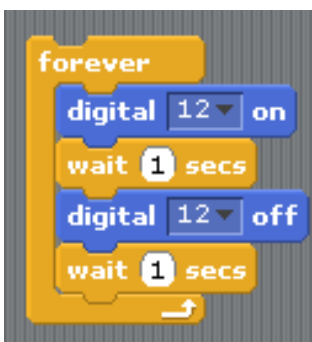 forever
digital 12 on
wait 1 secs
digital 12 off
wait 1 secs